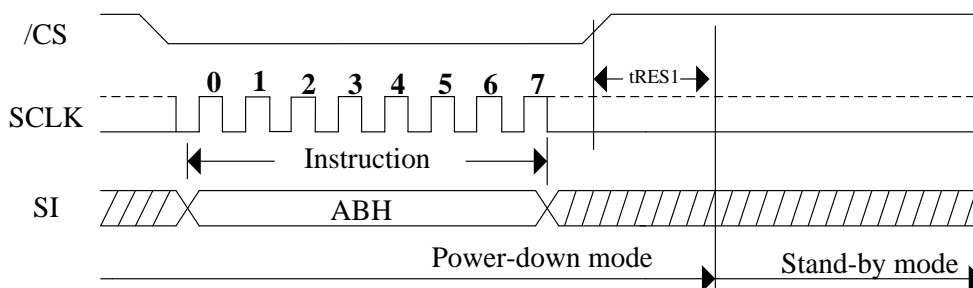 /CS
tRES1
0 1 2 3 4 5 6 7
SCLK
Instruction
SI
ABH
Power-down mode
Stand-by mode